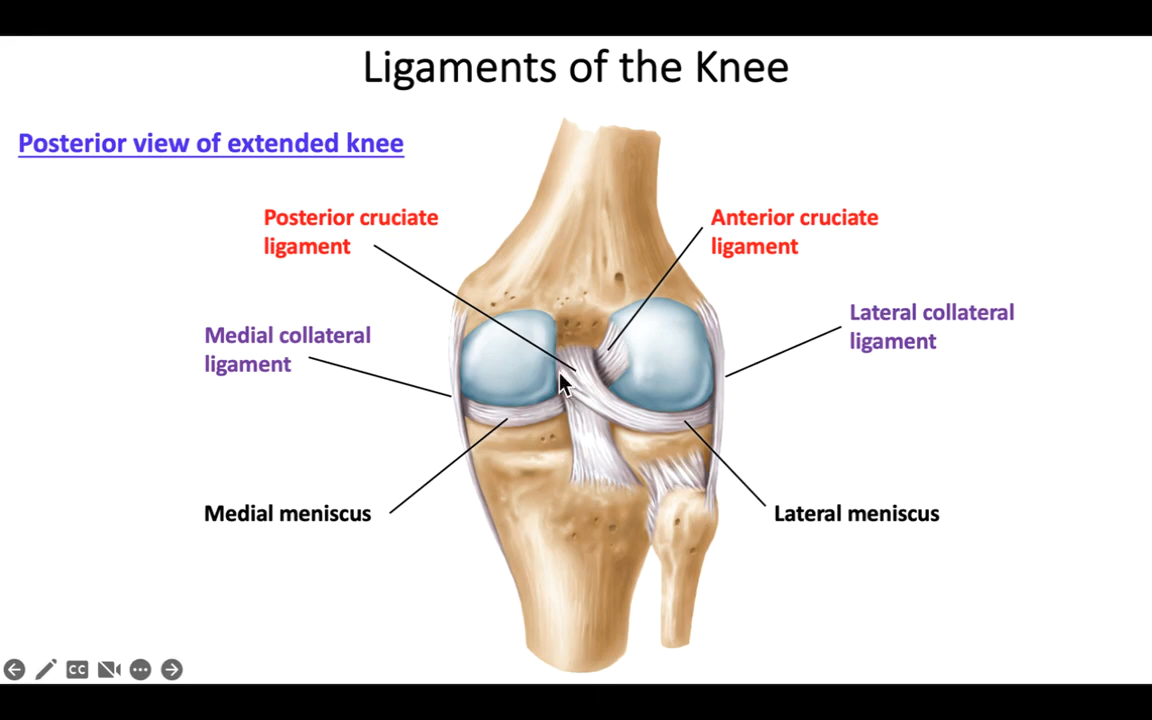 Ligaments of the Knee
Posterior view of extended knee
Posterior cruciate
ligament
Anterior cruciate
ligament
Medial collateral
ligament
Lateral collateral
ligament
Medial meniscus
Lateral meniscus
CC